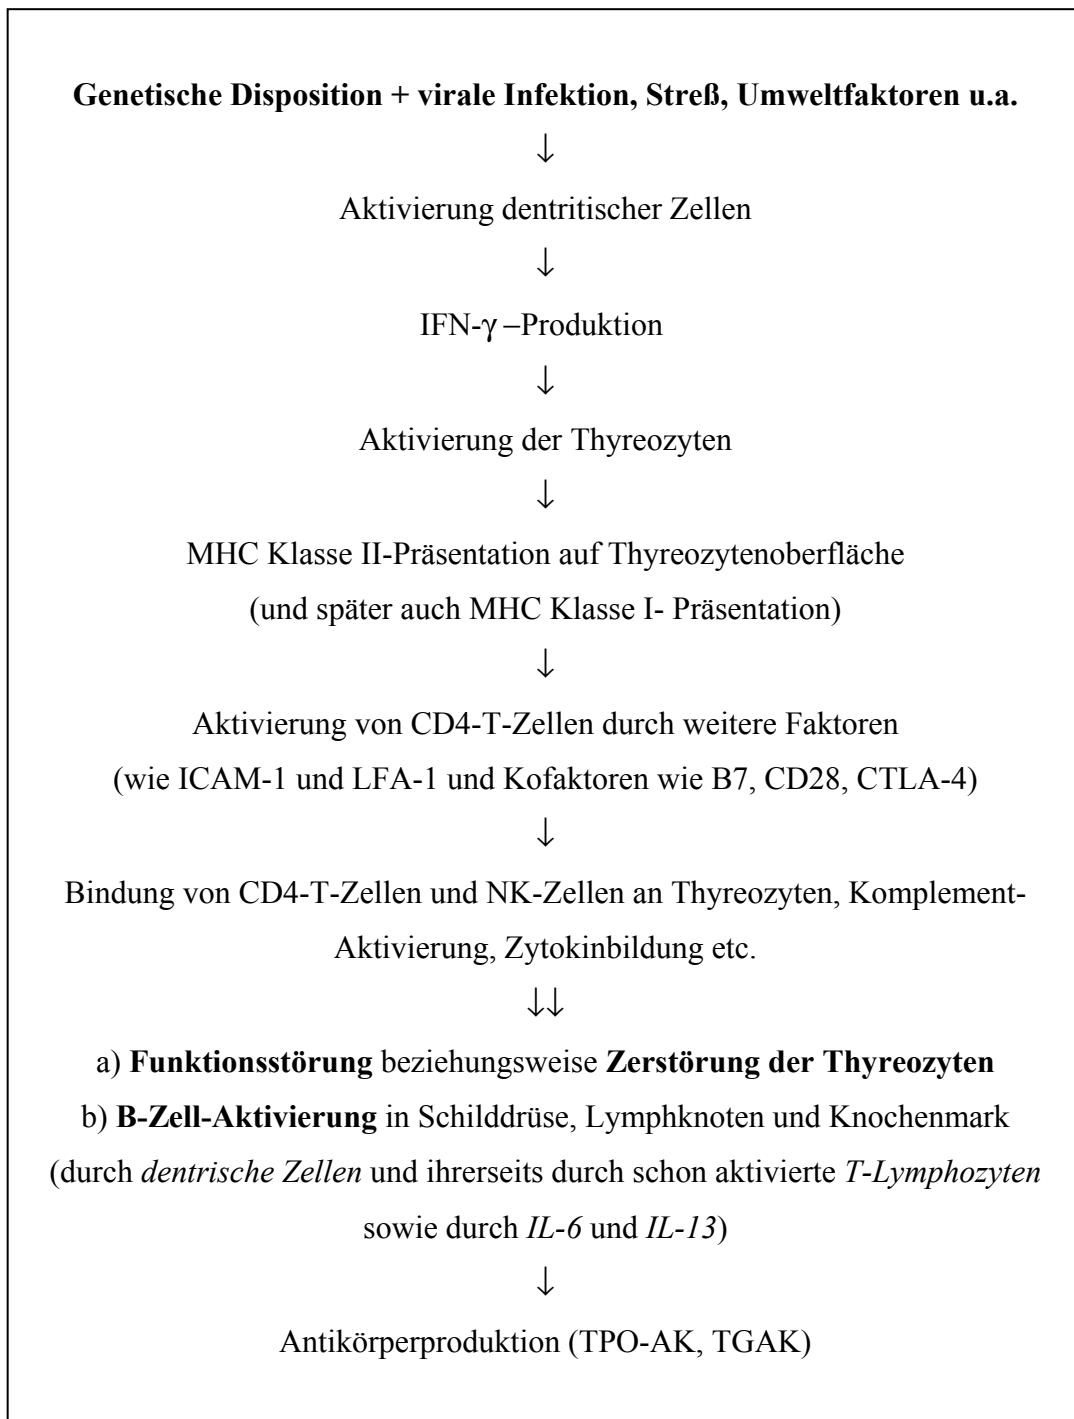 Genetische Disposition + virale Infektion, Streß, Umweltfaktoren u.a.
↓
Aktivierung dentritischer Zellen
↓
IFN-γ –Produktion
↓
Aktivierung der Thyreozyten
↓
MHC Klasse II-Präsentation auf Thyreozytenoberfläche
(und später auch MHC Klasse I- Präsentation)
↓
Aktivierung von CD4-T-Zellen durch weitere Faktoren
(wie ICAM-1 und LFA-1 und Kofaktoren wie B7, CD28, CTLA-4)
↓
Bindung von CD4-T-Zellen und NK-Zellen an Thyreozyten, Komplement-
Aktivierung, Zytokinbildung etc.
↓↓
a) Funktionsstörung beziehungsweise Zerstörung der Thyreozyten
b) B-Zell-Aktivierung in Schilddrüse, Lymphknoten und Knochenmark
(durch dentrische Zellen und ihrerseits durch schon aktivierte T-Lymphozyten
sowie durch IL-6 und IL-13)
↓
Antikörperproduktion (TPO-AK, TGAK)